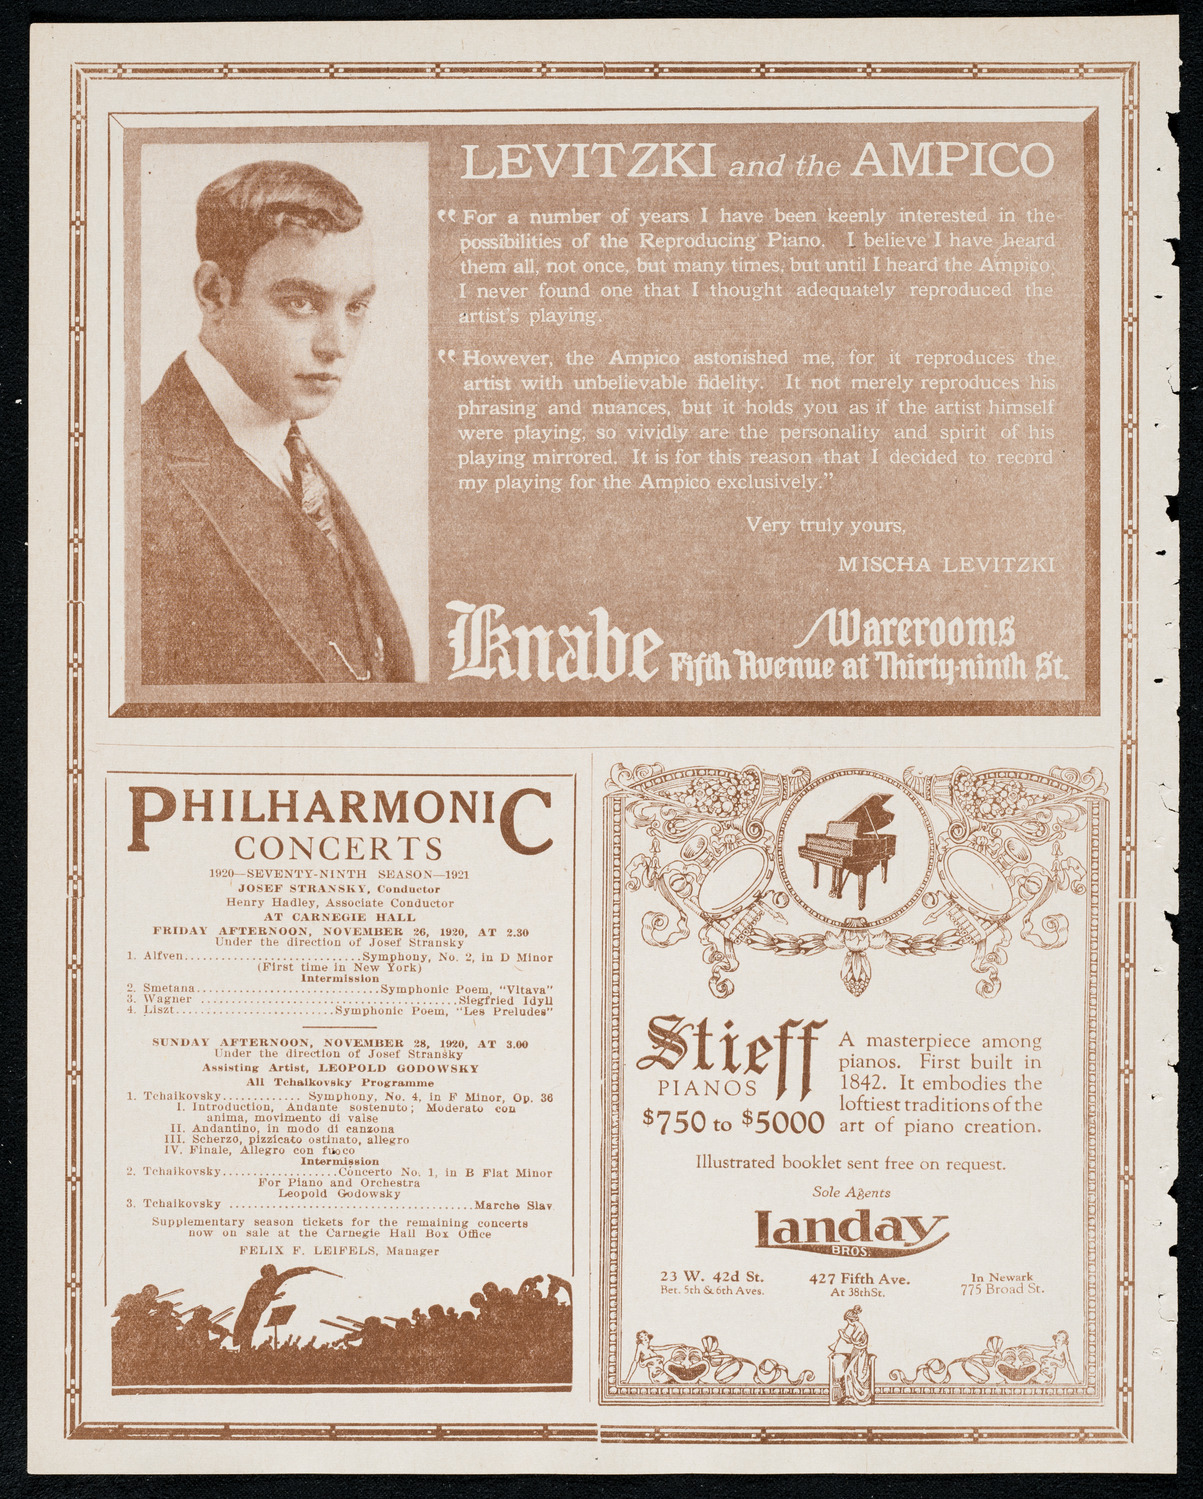 LEVITZKI and the AMPICO
“For a number of years I have been keenly interested in the
possibilities of the Reproducing Piano. I believe I have heard
them all, not once, but many times, but until I heard the Ampico
I never found one that I thought adequately reproduced the
artist's playing.
“However, the Ampico astonished me, for it reproduces the
artist with unbelievable fidelity. It not merely reproduces his
phrasing and nuances, but it holds you as if the artist himself
were playing, so vividly are the personality and spirit of his
playing mirrored. It is for this reason that I decided to record
my playing for the Ampico exclusively.”
Very truly yours,
MISCHA LEVITZKI
Knabe Warerooms
Fifth Avenue at Thirty-ninth St.
PHILHARMONIC
CONCERTS
1920—SEVENTY-NINTH SEASON—1921
JOSEF STRANSKY, Conductor
Henry Hadley, Associate Conductor
AT CARNEGIE HALL
FRIDAY AFTERNOON, NOVEMBER 26, 1920, AT 2.30
Under the direction of Josef Stransky
1. Alfven............................Symphony, No. 2, in D Minor
(First time in New York)
Intermission
2. Smetana.............................Symphonic Poem, "Vltava"
3. Wagner .........................................Siegfried Idyll
4. Liszt.........................Symphonic Poem, "Les Preludes"
SUNDAY AFTERNOON, NOVEMBER 28, 1920, AT 3.00
Under the direction of Josef Stransky
Assisting Artist, LEOPOLD GODOWSKY
All Tchaikovsky Programme
1. Tchaikovsky............ Symphony, No. 4, in F Minor, Op. 36
I. Introduction, Andante sostenuto; Moderato con
anima, movimento di valse
II. Andantino, in modo di canzona
III. Scherzo, pizzicato ostinato, allegro
IV. Finale, Allegro con fuoco
Intermission
2. Tchaikovsky..................Concerto No. 1, in B Flat Minor
For Piano and Orchestra
Leopold Godowsky
3. Tchaikovsky ......................................Marche Slav
Supplementary season tickets for the remaining concerts
now on sale at the Carnegie Hall Box Office
FELIX F. LEIFELS, Manager
Stieff
PIANOS
$750 to $5000
A masterpiece among
pianos. First built in
1842. It embodies the
loftiest traditions of the
art of piano creation.
Illustrated booklet sent free on request.
Sole Agents
Landay
BROS.
23 W. 42d St.
Bet. 5th & 6th Aves.
427 Fifth Ave.
At 38th St.
In Newark
775 Broad St.